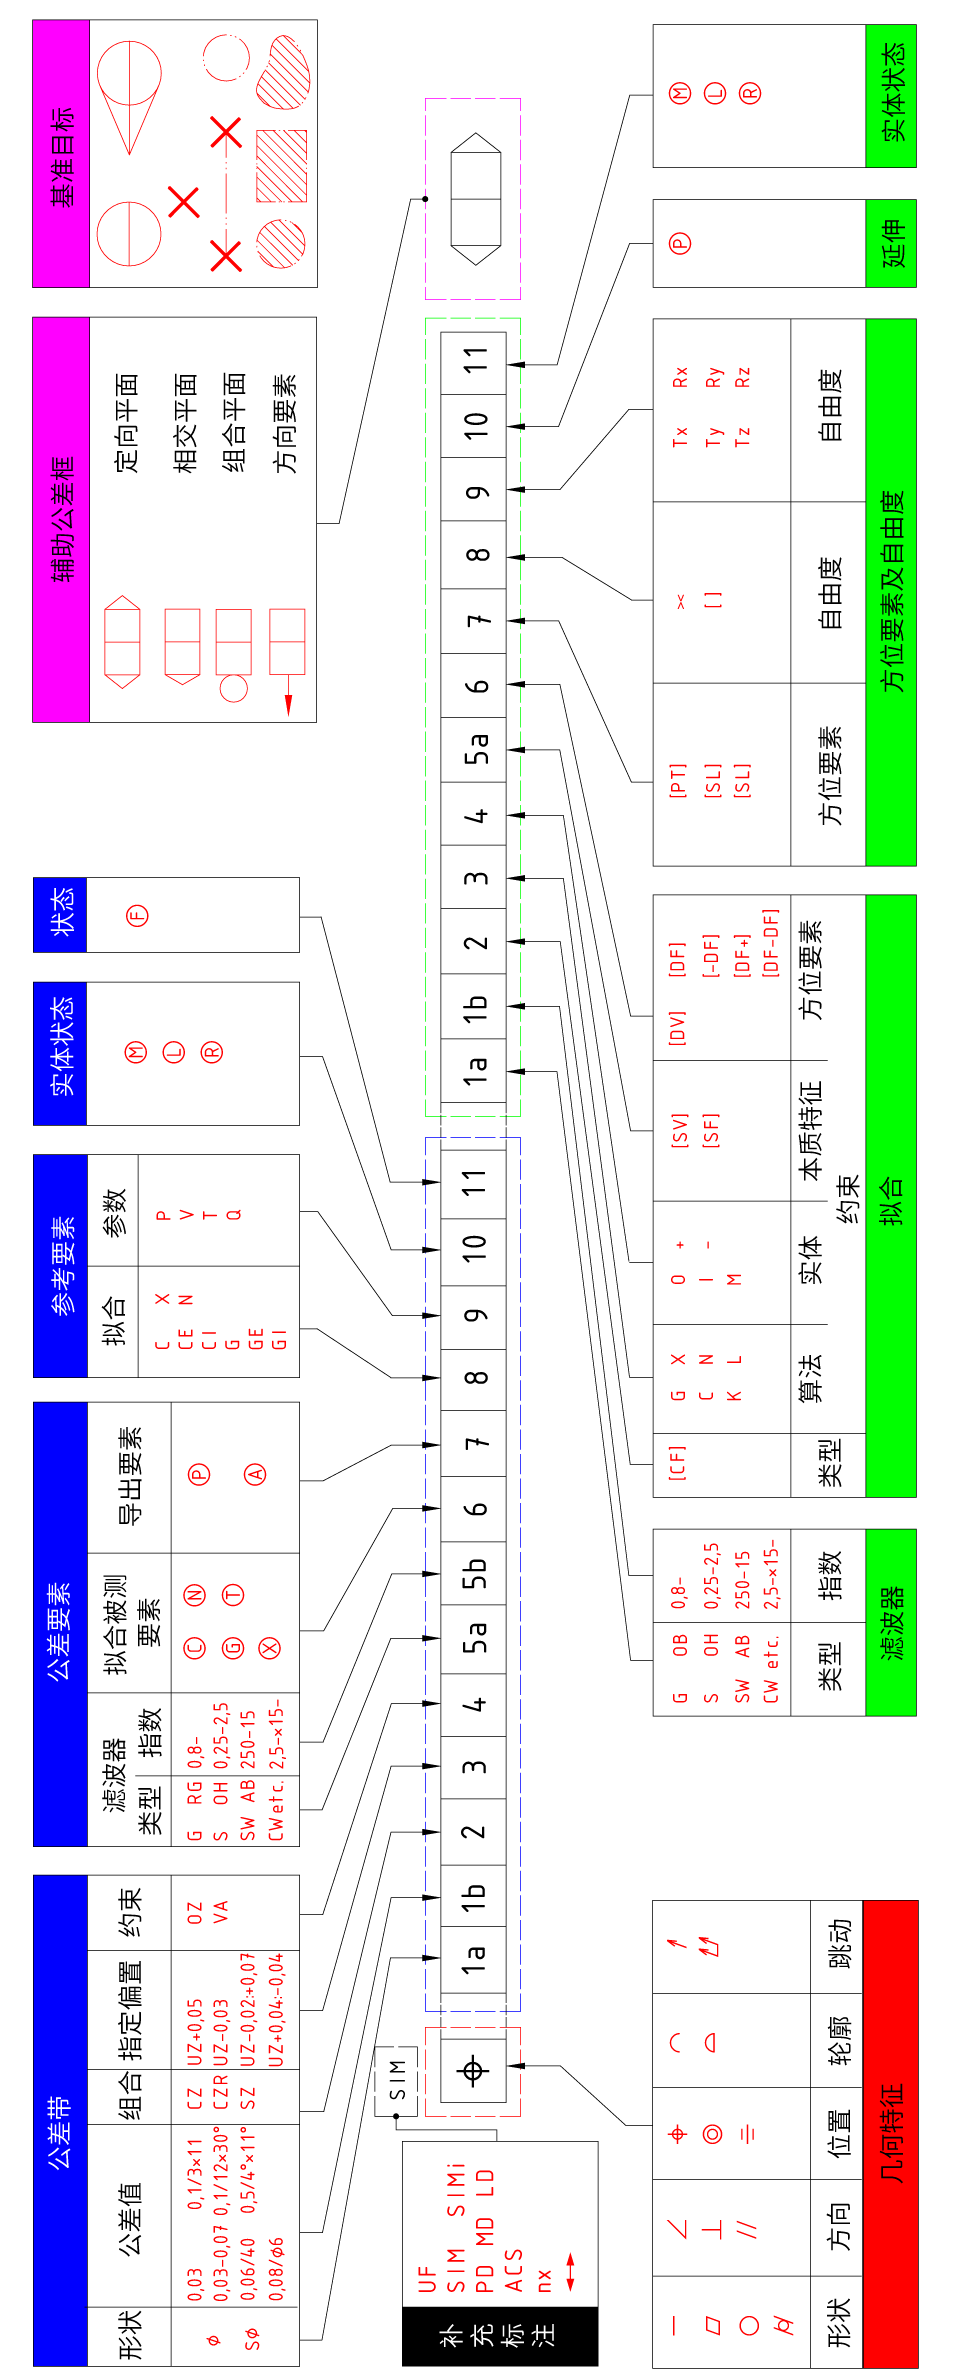 公差带
形状
公差值
组合
指定偏置
约束
0,03 0,1/3×11 CZ UZ+0,05 OZ
ϕ 0,03-0,07 0,1/12×30° CZR UZ-0,03 VA
Sϕ 0,06/40 0,5/4°×11° SZ UZ-0,02:+0,07
0,08/ϕ6 UZ+0,04:-0,04
公差要素
滤波器
拟合被测
要素
导出要素
类型 指数
G RG 0,8- Ⓒ Ⓝ Ⓟ
S OH 0,25-2,5 Ⓖ Ⓣ
SW AB 250-15 Ⓐ
CW etc. 2,5-×15- Ⓧ
参考要素
拟合 参数
C X P
CE N V
CI T
G Q
GE
GI
实体状态
Ⓜ
Ⓛ
Ⓡ
状态
Ⓕ
辅助公差框
定向平面
相交平面
组合平面
方向要素
基准目标
SIM
⌖ 1a 1b 2 3 4 5a 5b 6 7 8 9 10 11 1a 1b 2 3 4 5a 6 7 8 9 10 11
补充标注
UF
SIM SIMi
PD MD LD
ACS
nx
↔
— ∠ ⌖ ⌒ ↗
▱ ⊥ ◎ ⌓ ⌰
○ // ⌯
⌭
形状 方向 位置 轮廓 跳动
几何特征
G OB 0,8-
S OH 0,25-2,5
SW AB 250-15
CW etc. 2,5-×15-
类型 指数
滤波器
[CF] G X O + [SV] [DV] [DF]
C N I - [SF] [-DF]
K L M [DF+]
[DF-DF]
类型 算法 实体 本质特征 方位要素
约束
拟合
[PT] >< Tx Rx
[SL] [] Ty Ry
[SL] Tz Rz
方位要素 自由度 自由度
方位要素及自由度
Ⓟ
延伸
Ⓜ
Ⓛ
Ⓡ
实体状态